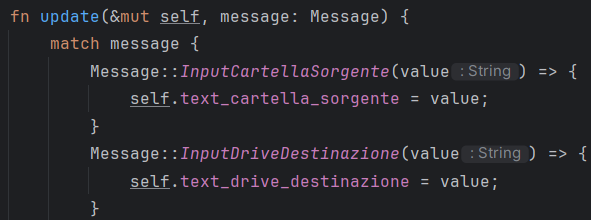 fn update(&mut self, message: Message) {
match message {
Message::InputCartellaSorgente(value : String) => {
self.text_cartella_sorgente = value;
}
Message::InputDriveDestinazione(value : String) => {
self.text_drive_destinazione = value;
}